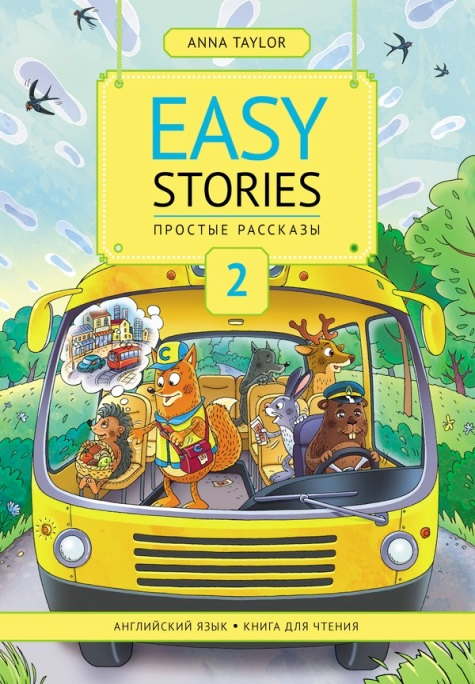 ANNA TAYLOR
EASY
STORIES
ПРОСТЫЕ РАССКАЗЫ
2
C
C
АНГЛИЙСКИЙ ЯЗЫК • КНИГА ДЛЯ ЧТЕНИЯ